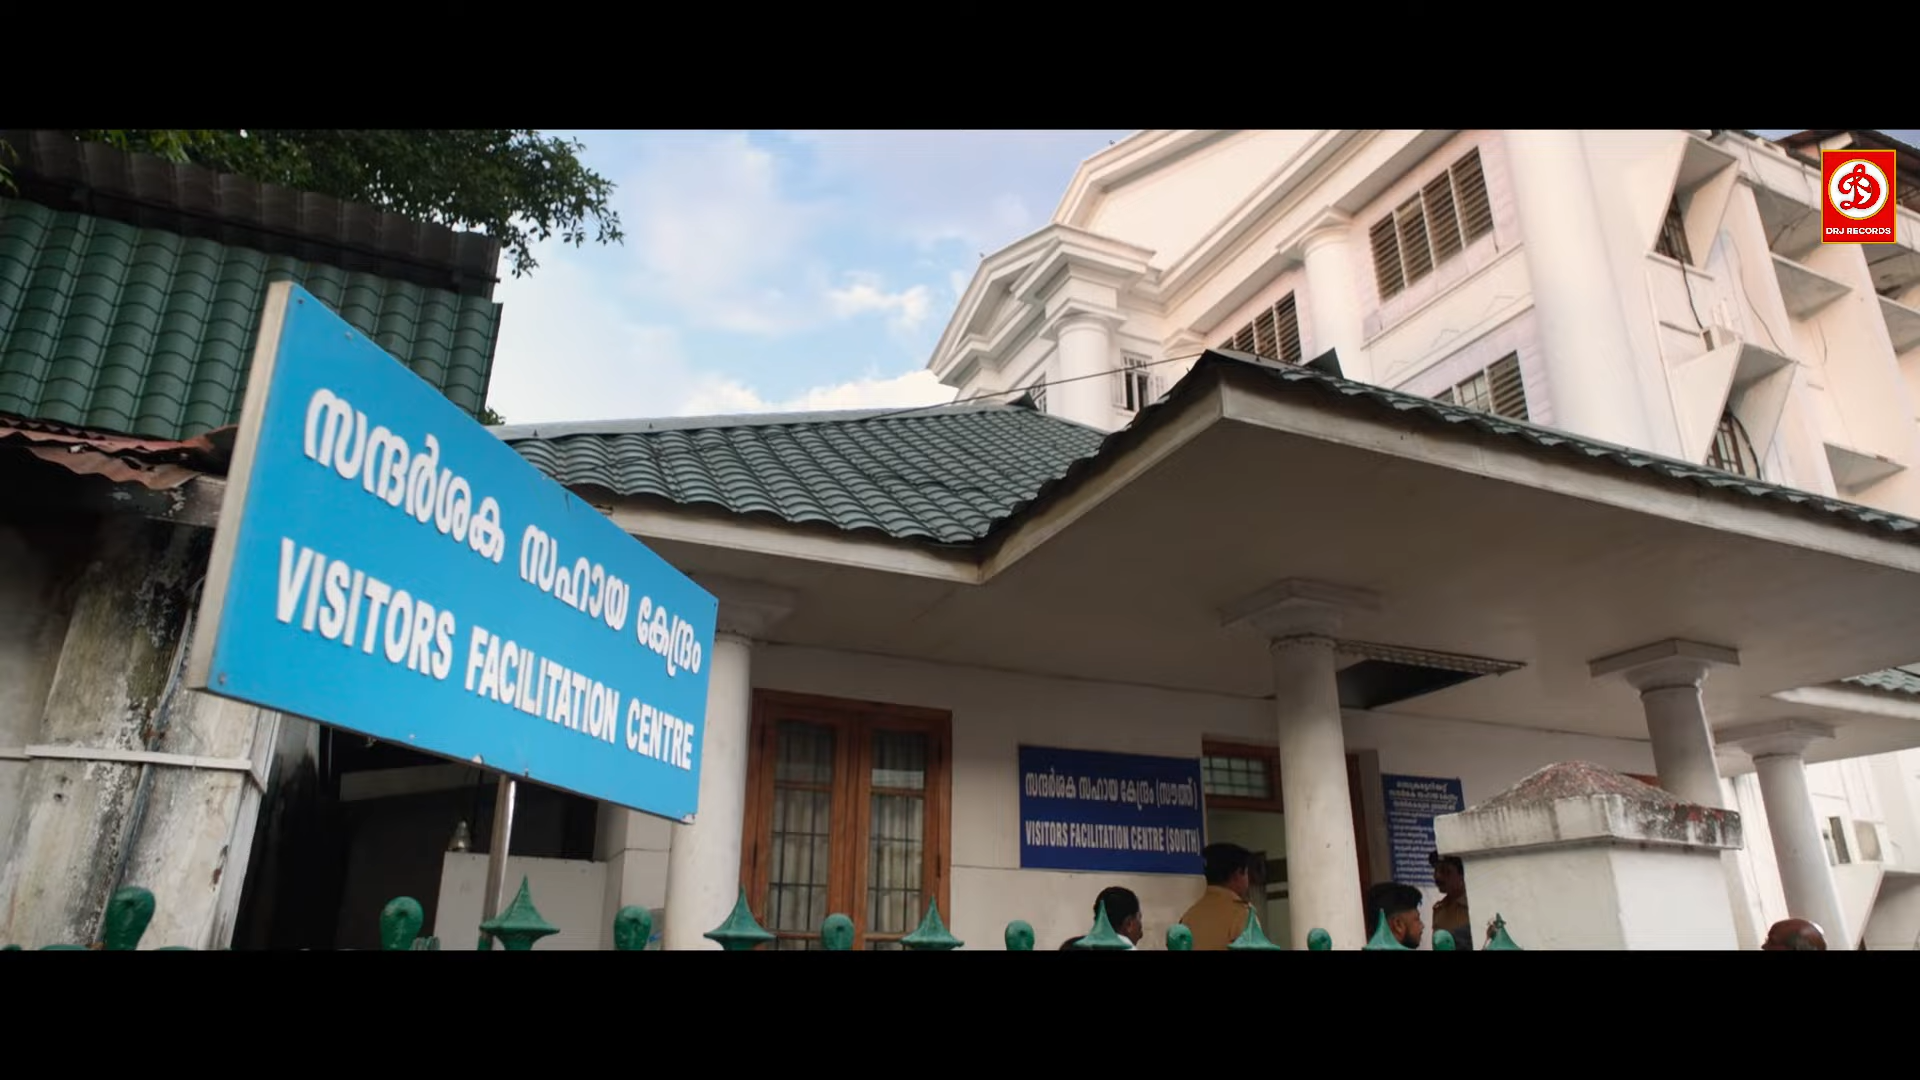 സന്ദർശക സഹായ കേന്ദ്രം
VISITORS FACILITATION CENTRE
സന്ദർശക സഹായ കേന്ദ്രം (സൗത്ത്)
VISITORS FACILITATION CENTRE (SOUTH)
DRJ RECORDS